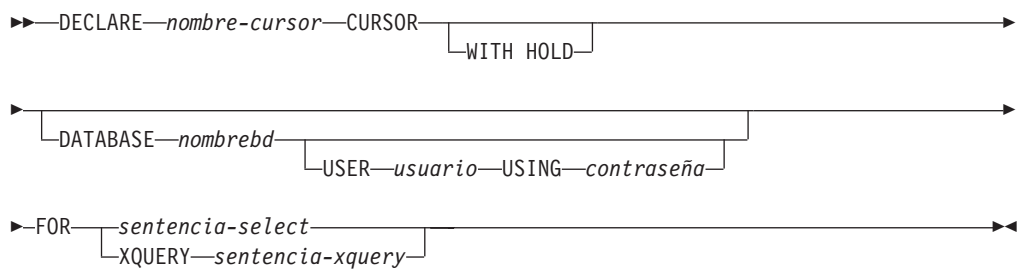 DECLARE nombre-cursor CURSOR
WITH HOLD
DATABASE nombrebd
USER usuario USING contraseña
FOR sentencia-select
XQUERY sentencia-xquery